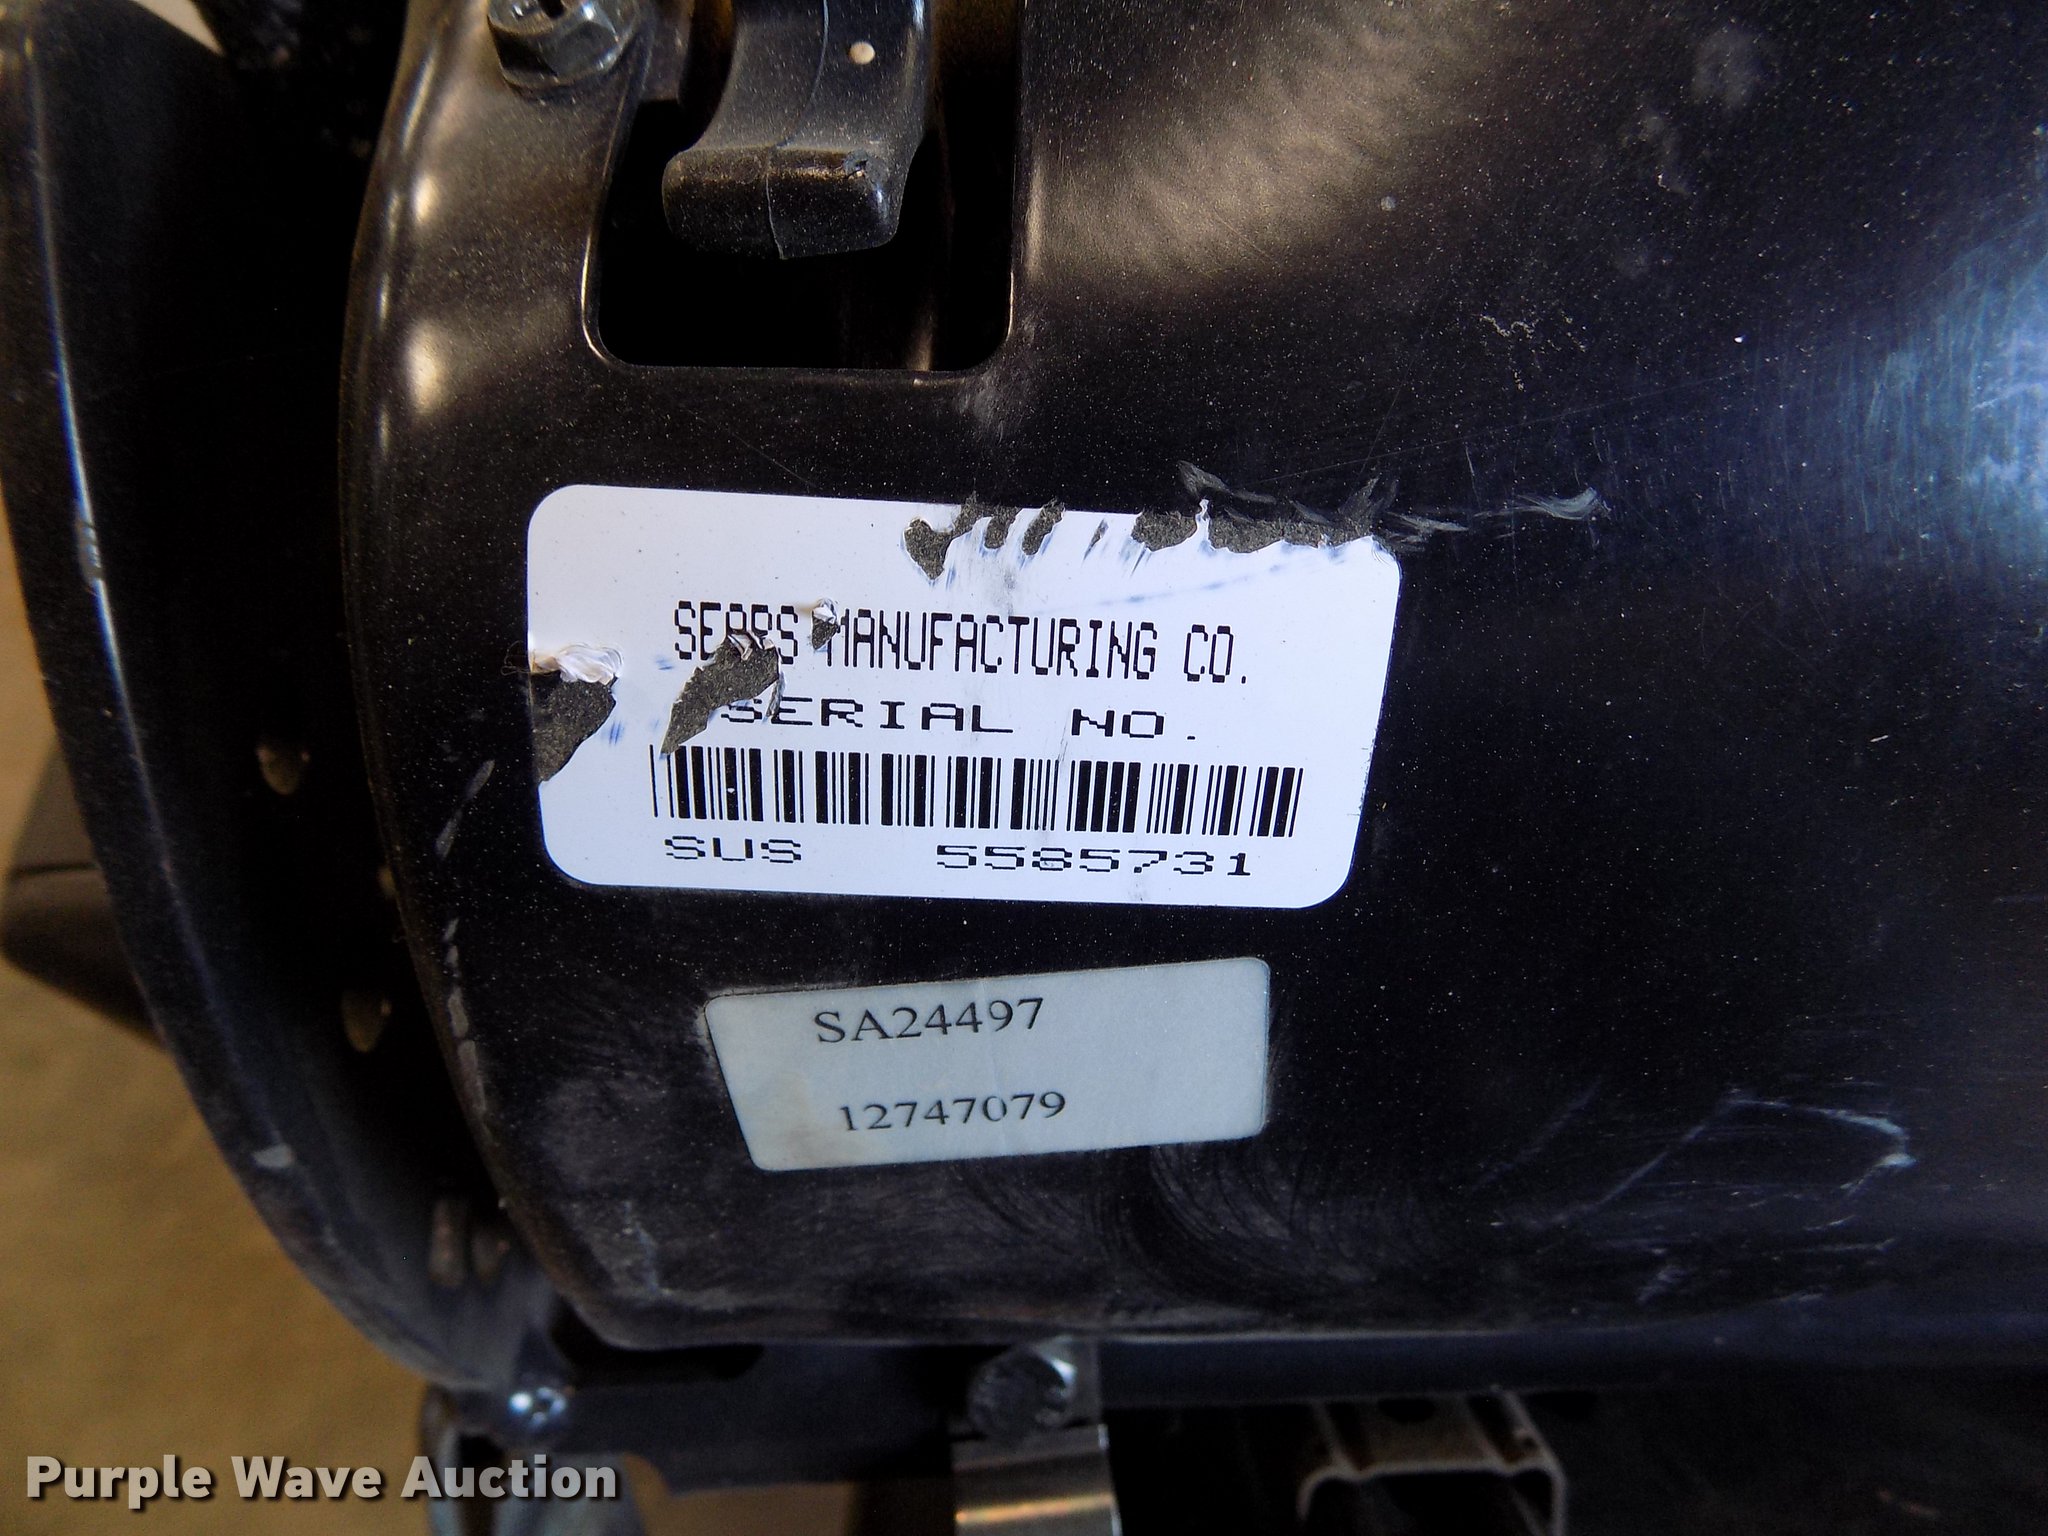 SEARS MANUFACTURING CO.
SERIAL NO.
SUS 5585731
SA24497
12747079
Purple Wave Auction